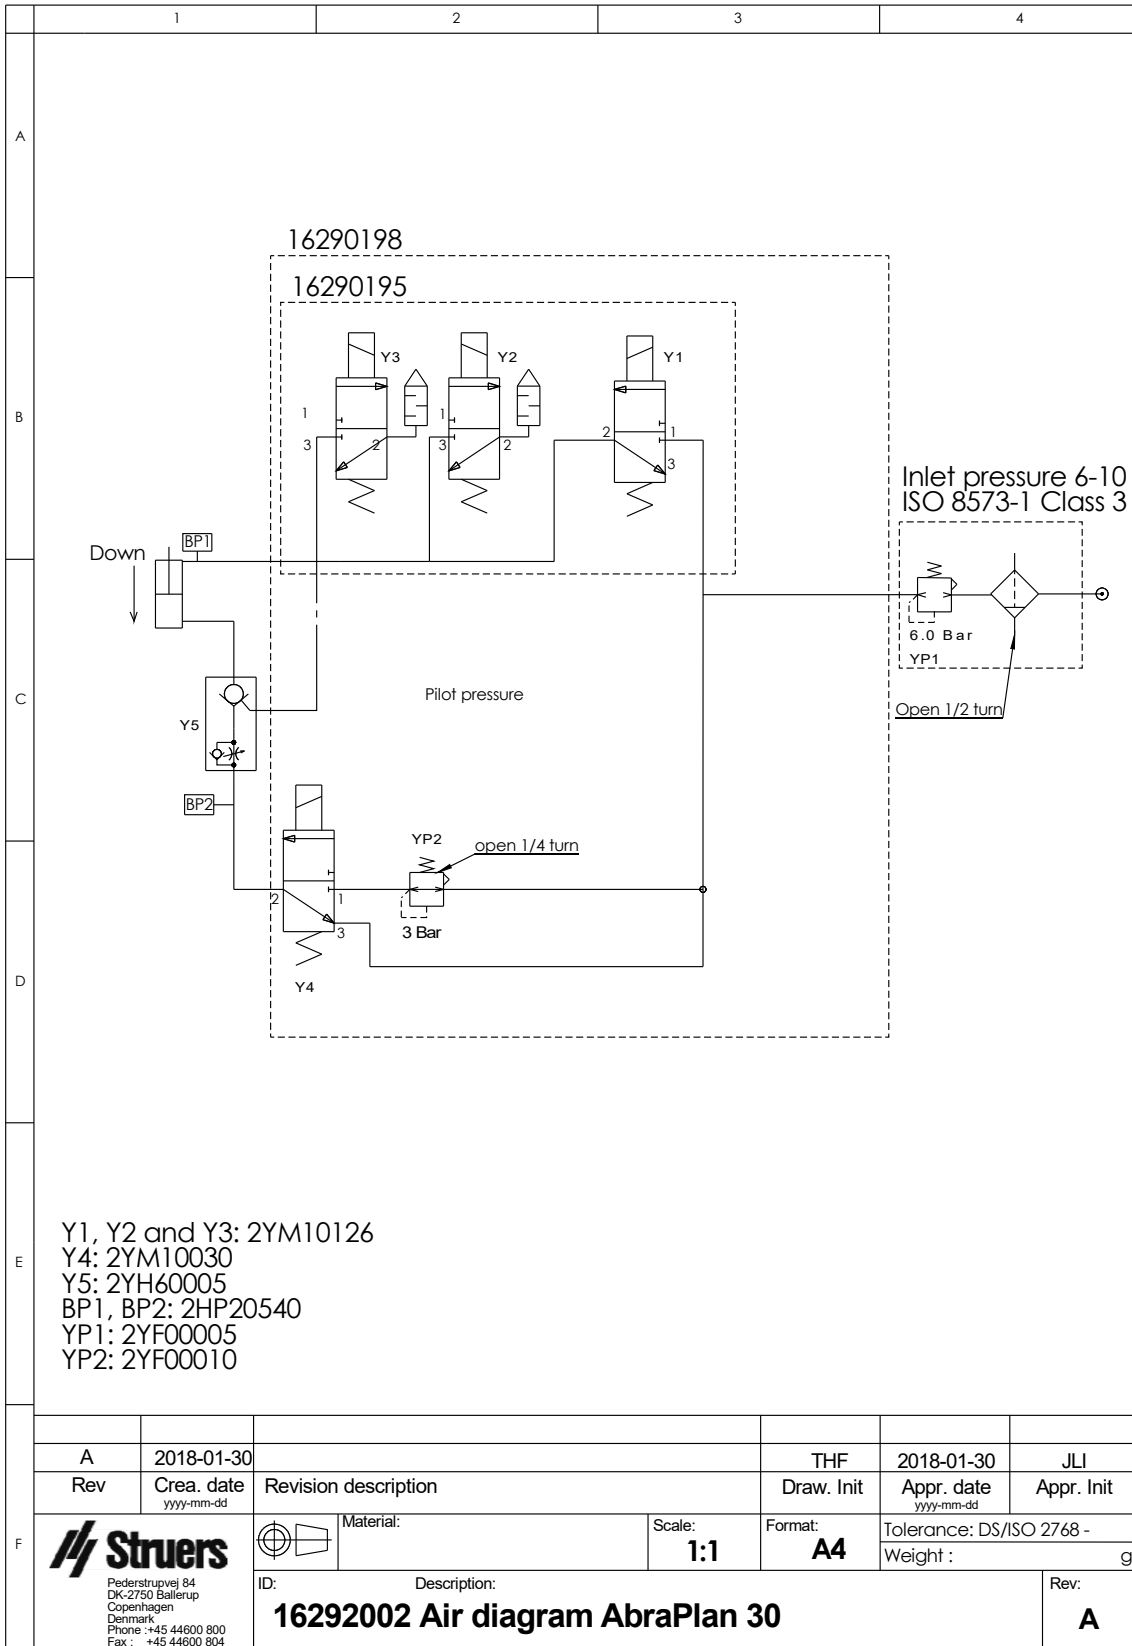 1 2 3 4
A
16290198
16290195
Y3 Y2 Y1
B
1 1
3 2 3 2 2 1 3
Inlet pressure 6-10
ISO 8573-1 Class 3
BP1
Down
6.0 Bar
YP1
C
Pilot pressure
Open 1/2 turn
Y5
BP2
YP2
open 1/4 turn
2 1
3
3 Bar
D
Y4
Y1, Y2 and Y3: 2YM10126
E
Y4: 2YM10030
Y5: 2YH60005
BP1, BP2: 2HP20540
YP1: 2YF00005
YP2: 2YF00010
A 2018-01-30 THF 2018-01-30 JLI
Rev Crea. date Revision description Draw. Init Appr. date Appr. Init
yyyy-mm-dd yyyy-mm-dd
F
Struers
Material: Scale: Format: Tolerance: DS/ISO 2768 -
1:1 A4
Weight : g
Pederstrupvej 84
DK-2750 Ballerup
Copenhagen
Denmark
Phone :+45 44600 800
Fax : +45 44600 804
ID: Description: Rev:
16292002 Air diagram AbraPlan 30 A